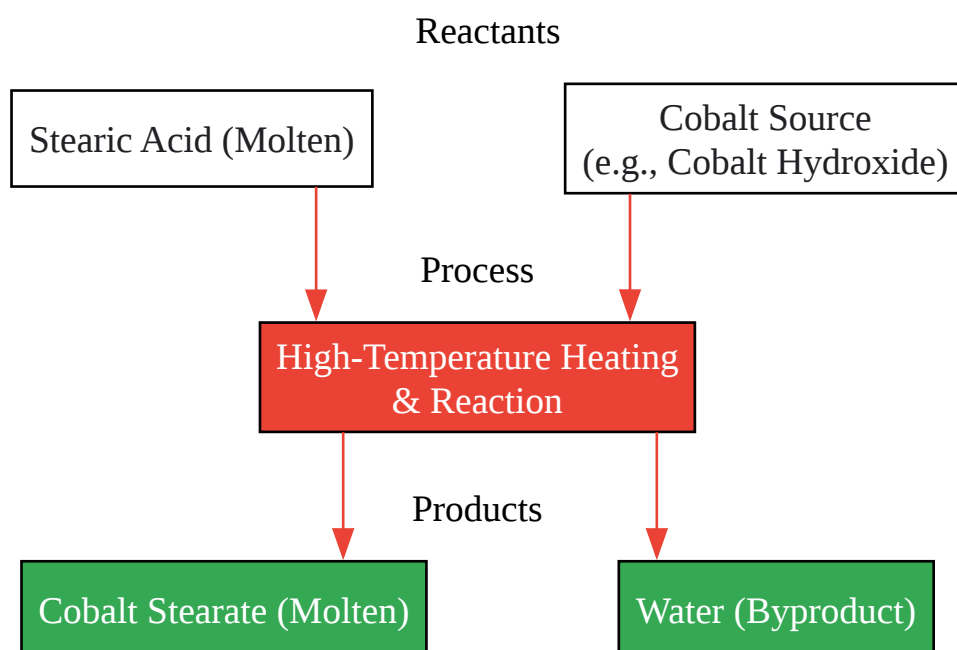 Reactants
Stearic Acid (Molten)
Cobalt Source
(e.g., Cobalt Hydroxide)
Process
High-Temperature Heating
& Reaction
Products
Cobalt Stearate (Molten)
Water (Byproduct)